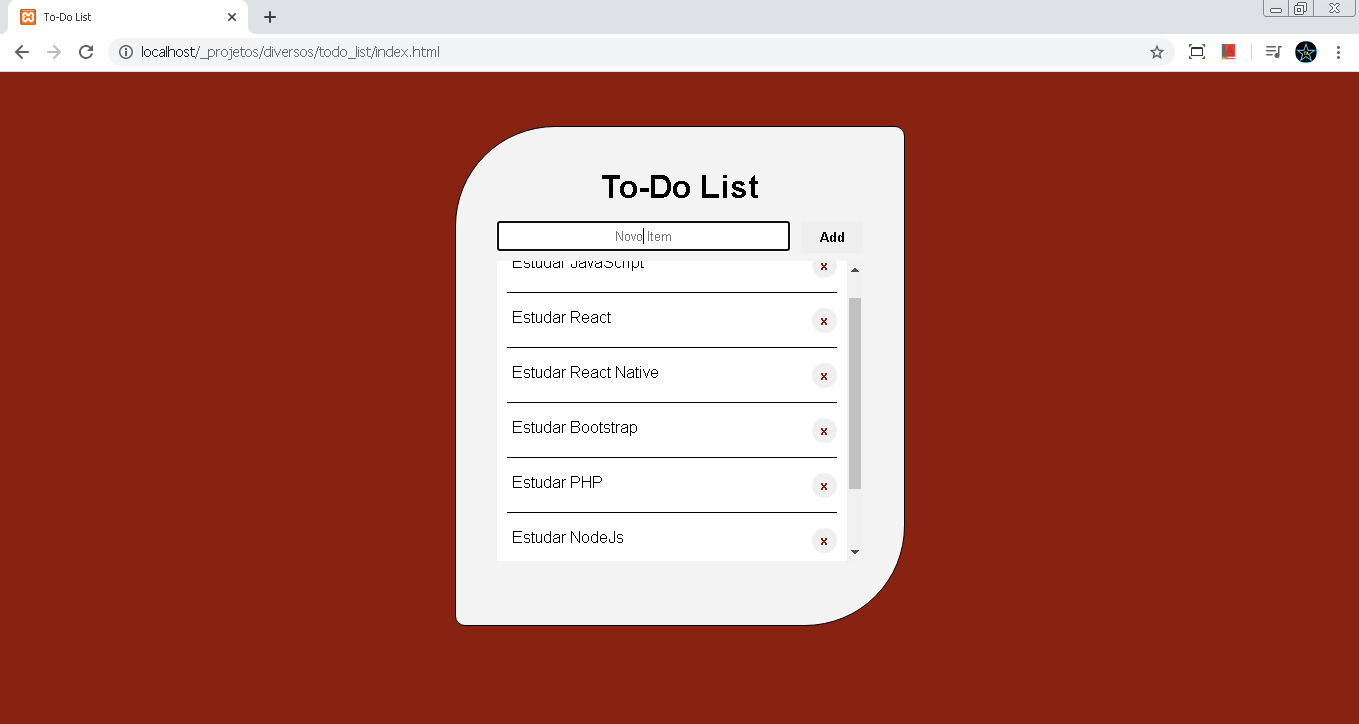 To-Do List
localhost/_projetos/diversos/todo_list/index.html
To-Do List
Novo Item
Add
Estudar JavaScript x
Estudar React x
Estudar React Native x
Estudar Bootstrap x
Estudar PHP x
Estudar NodeJs x